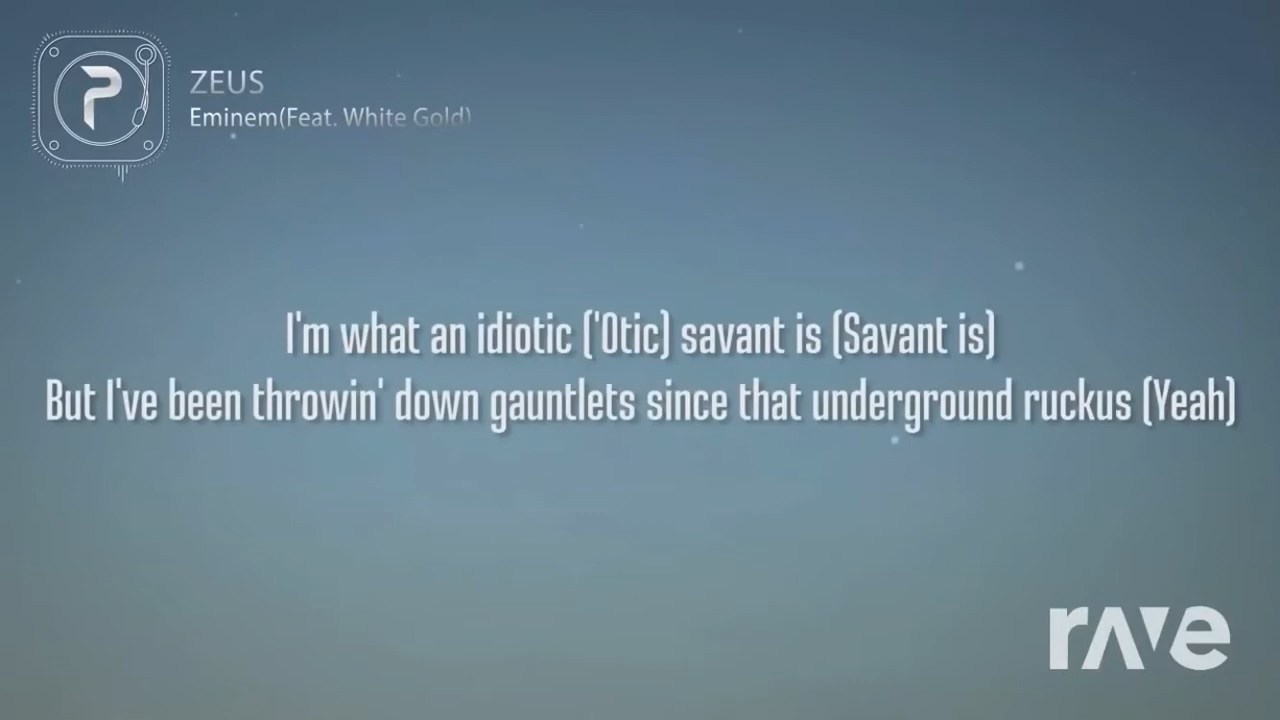 ZEUS
Eminem(Feat. White Gold)
I'm what an idiotic ('Otic) savant is (Savant is)
But I've been throwin' down gauntlets since that underground ruckus (Yeah)
rave